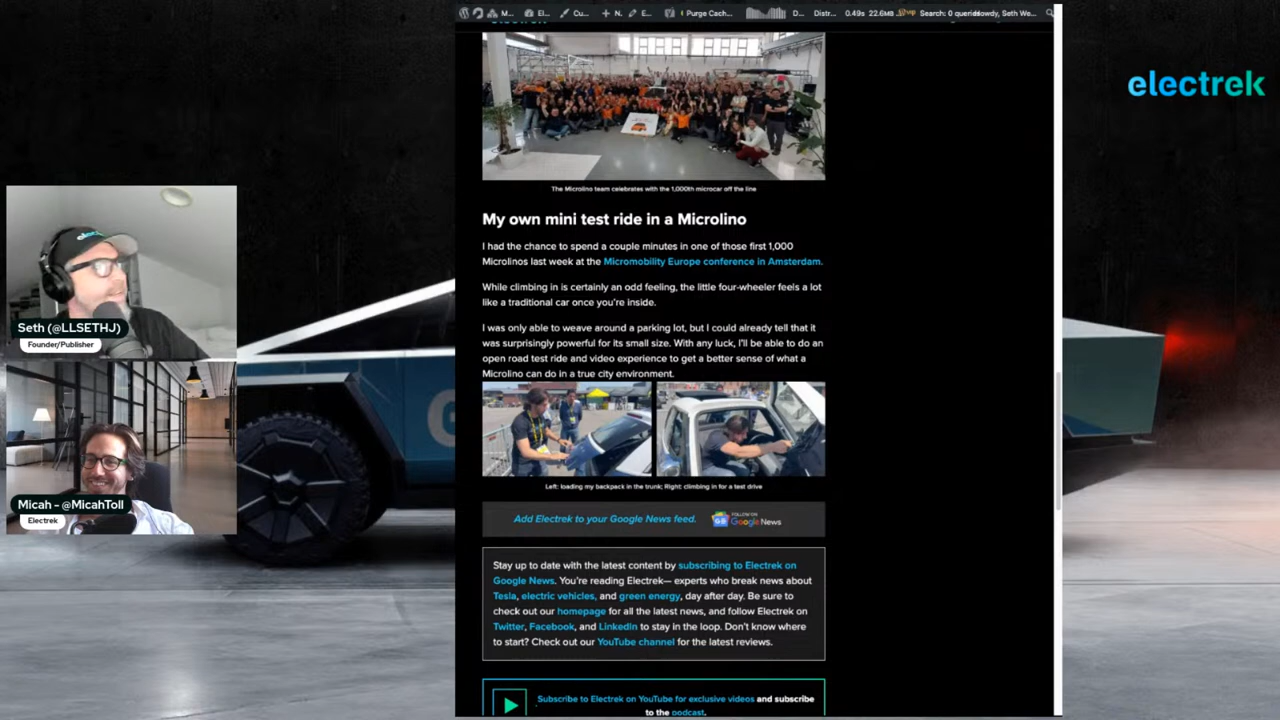 M...
El...
Cu...
N.
E...
Purge Cach...
D...
Distr...
0.49s
22.6MB
Search: 0 queries
Howdy, Seth We...
electrek
The Microlino team celebrates with the 1,000th microcar off the line
My own mini test ride in a Microlino
I had the chance to spend a couple minutes in one of those first 1,000
Microlinos last week at the Micromobility Europe conference in Amsterdam.
While climbing in is certainly an odd feeling, the little four-wheeler feels a lot
like a traditional car once you're inside.
I was only able to weave around a parking lot, but I could already tell that it
was surprisingly powerful for its small size. With any luck, I'll be able to do an
open road test ride and video experience to get a better sense of what a
Microlino can do in a true city environment.
Left: loading my backpack in the trunk; Right: climbing in for a test drive
Add Electrek to your Google News feed.
FOLLOW ON
Google News
Stay up to date with the latest content by subscribing to Electrek on
Google News. You're reading Electrek— experts who break news about
Tesla, electric vehicles, and green energy, day after day. Be sure to
check out our homepage for all the latest news, and follow Electrek on
Twitter, Facebook, and LinkedIn to stay in the loop. Don't know where
to start? Check out our YouTube channel for the latest reviews.
Subscribe to Electrek on YouTube for exclusive videos and subscribe
to the podcast.
Seth (@LLSETHJ)
Founder/Publisher
Micah - @MicahToll
Electrek